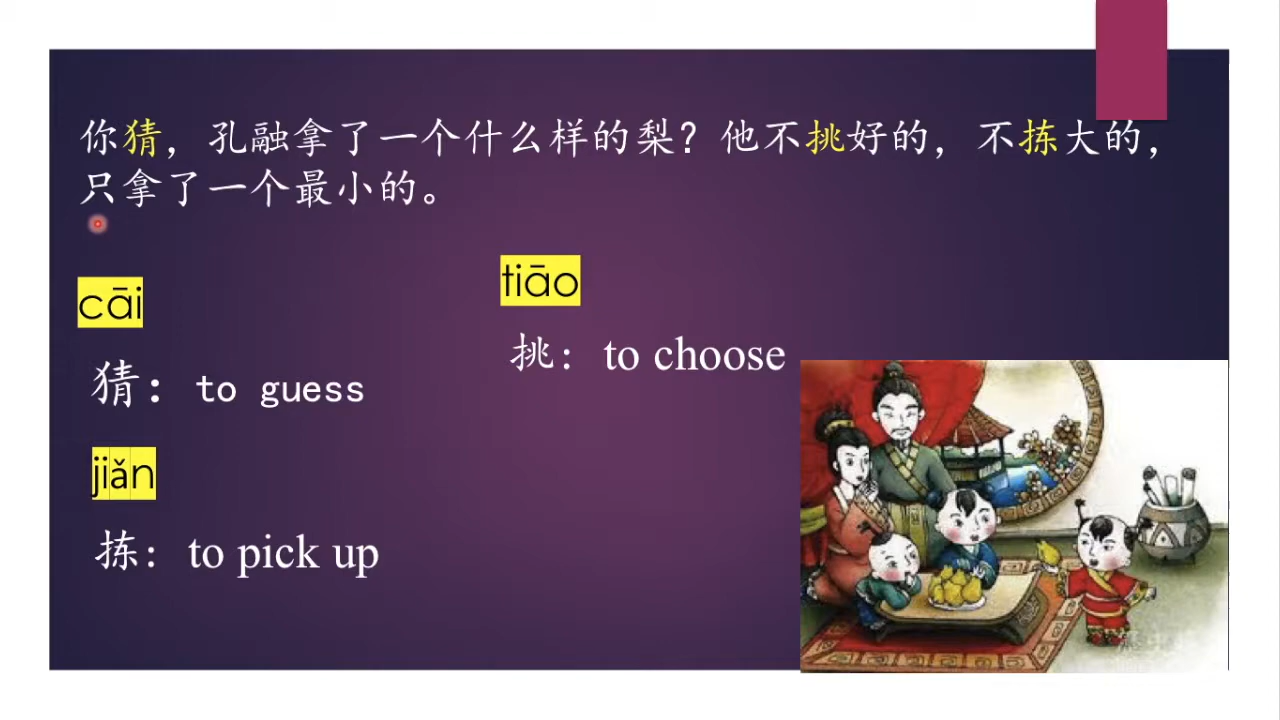 你猜，孔融拿了一个什么样的梨？他不挑好的，不拣大的，
只拿了一个最小的。
cāi
猜：to guess
tiāo
挑：to choose
jiǎn
拣：to pick up